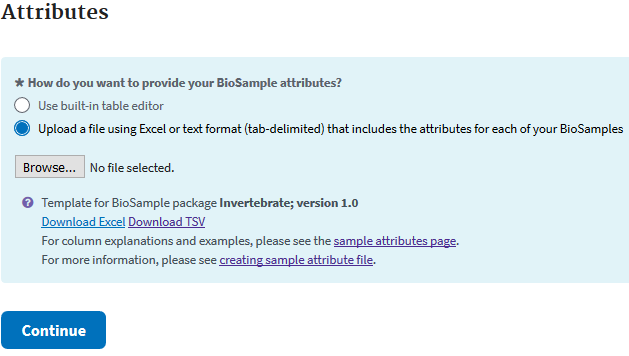 Attributes
* How do you want to provide your BioSample attributes?
Use built-in table editor
Upload a file using Excel or text format (tab-delimited) that includes the attributes for each of your BioSamples
Browse... No file selected.
? Template for BioSample package Invertebrate; version 1.0
Download Excel Download TSV
For column explanations and examples, please see the sample attributes page.
For more information, please see creating sample attribute file.
Continue